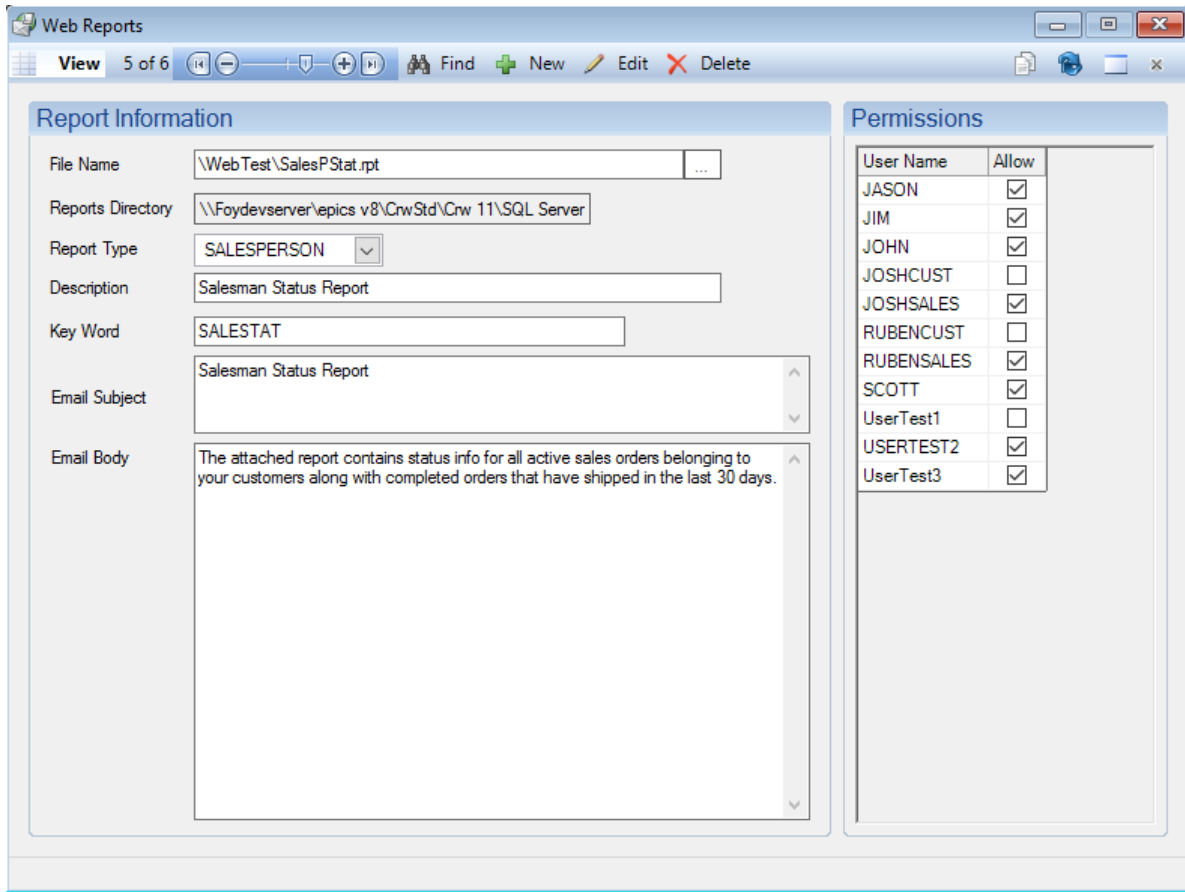 Web Reports
View 5 of 6 Find New Edit Delete
Report Information
File Name \WebTest\SalesPStat.rpt ...
Reports Directory \\Foydevserver\epics v8\CrwStd\Crw 11\SQL Server
Report Type SALESPERSON
Description Salesman Status Report
Key Word SALESTAT
Email Subject Salesman Status Report
Email Body The attached report contains status info for all active sales orders belonging to
your customers along with completed orders that have shipped in the last 30 days.
Permissions
User Name Allow
JASON
JIM
JOHN
JOSHCUST
JOSHSALES
RUBENCUST
RUBENSALES
SCOTT
UserTest1
USERTEST2
UserTest3